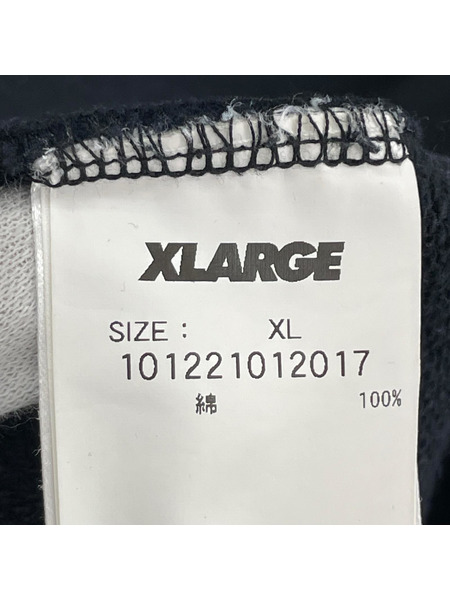 XLARGE
SIZE : XL
101221012017
綿 100%